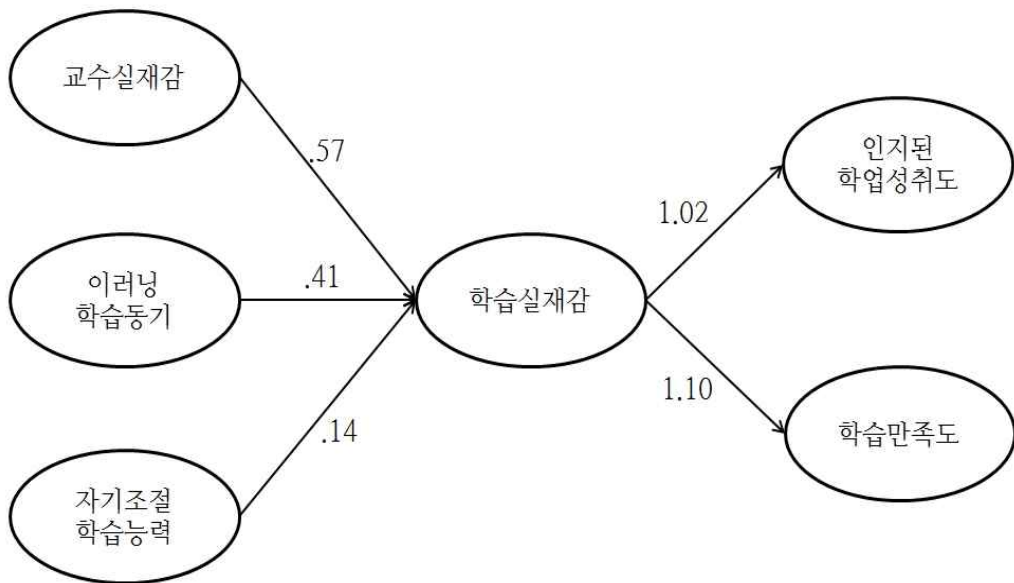 교수실재감
.57
인지된
학업성취도
1.02
이러닝
학습동기
.41
학습실재감
1.10
.14
학습만족도
자기조절
학습능력